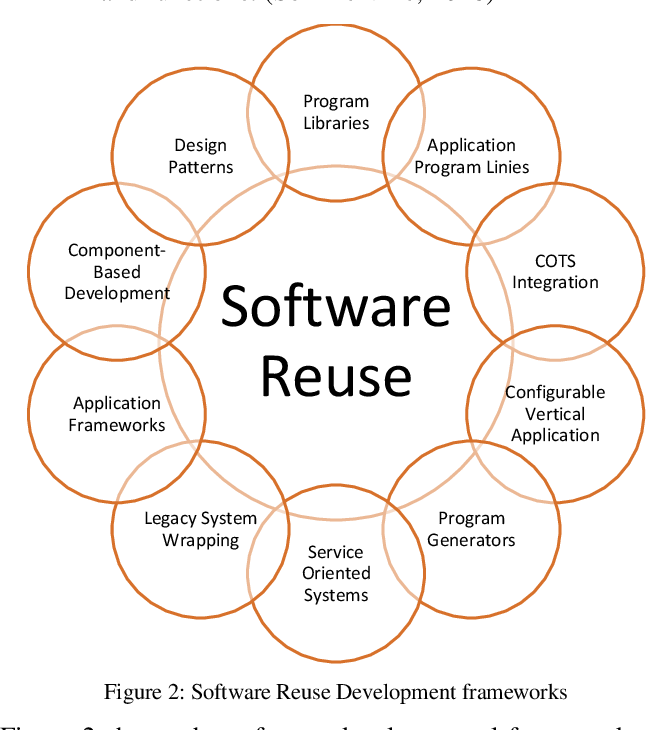 Program
Libraries
Application
Program Linies
COTS
Integration
Configurable
Vertical
Application
Program
Generators
Service
Oriented
Systems
Legacy System
Wrapping
Application
Frameworks
Component-
Based
Development
Design
Patterns
Software
Reuse
Figure 2: Software Reuse Development frameworks